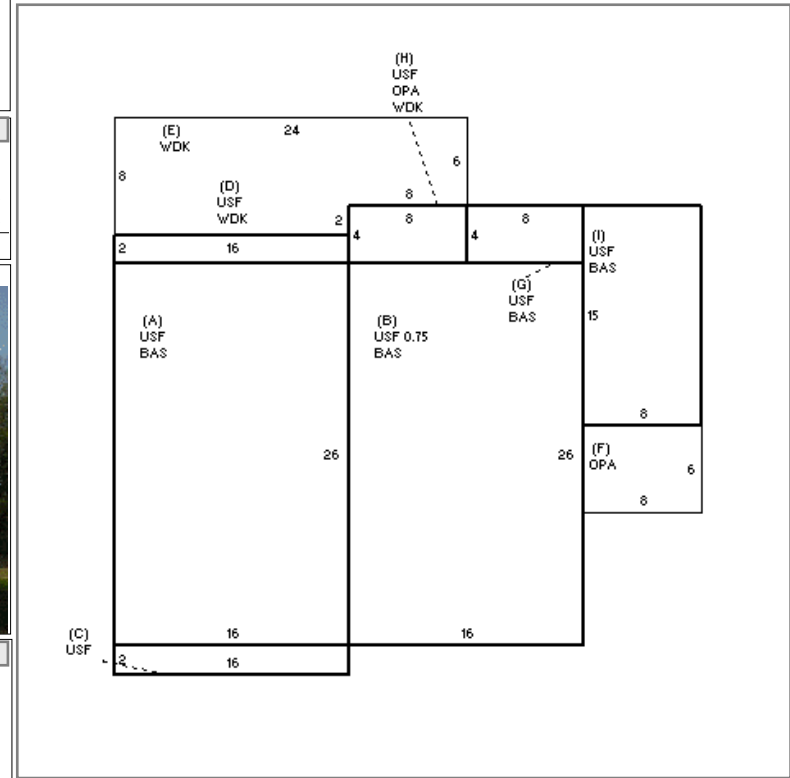 (H)
USF
OPA
WDK
(E)
WDK
24
6
8
(D)
USF
WDK
8
2
8
8
4
4
2
16
(I)
USF
BAS
(G)
USF
BAS
(A)
USF
BAS
(B)
USF 0.75
BAS
15
8
26
26
(F)
OPA
6
8
16
16
(C)
USF
2
16